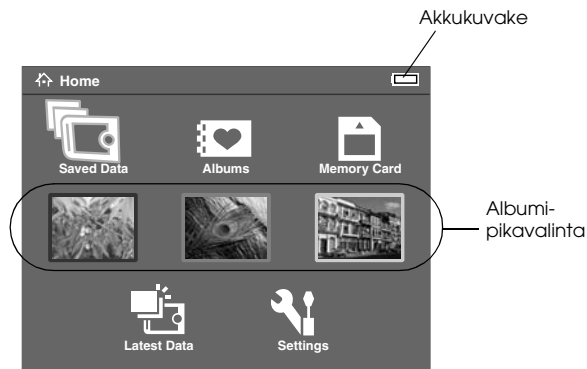 Akkukuvake
Home
Saved Data
Albums
Memory Card
Albumi-
pikavalinta
Latest Data
Settings